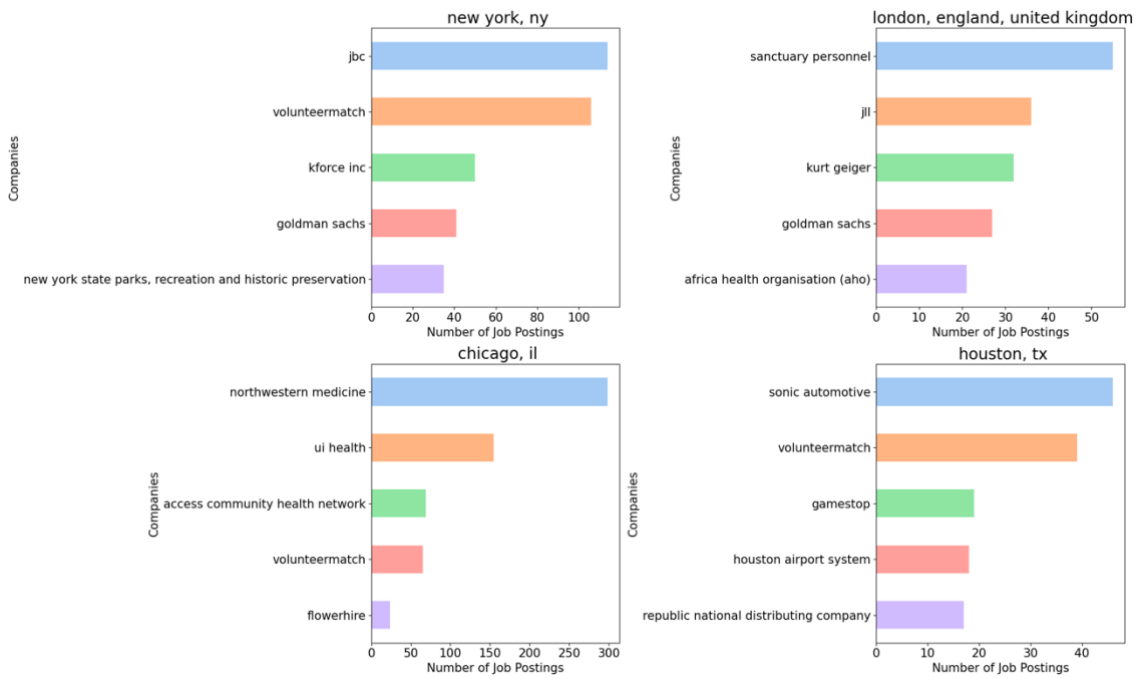 new york, ny
Companies
jbc
volunteermatch
kforce inc
goldman sachs
new york state parks, recreation and historic preservation
0 20 40 60 80 100
Number of Job Postings
london, england, united kingdom
Companies
sanctuary personnel
jll
kurt geiger
goldman sachs
africa health organisation (aho)
0 10 20 30 40 50
Number of Job Postings
chicago, il
Companies
northwestern medicine
ui health
access community health network
volunteermatch
flowerhire
0 50 100 150 200 250 300
Number of Job Postings
houston, tx
Companies
sonic automotive
volunteermatch
gamestop
houston airport system
republic national distributing company
0 10 20 30 40
Number of Job Postings